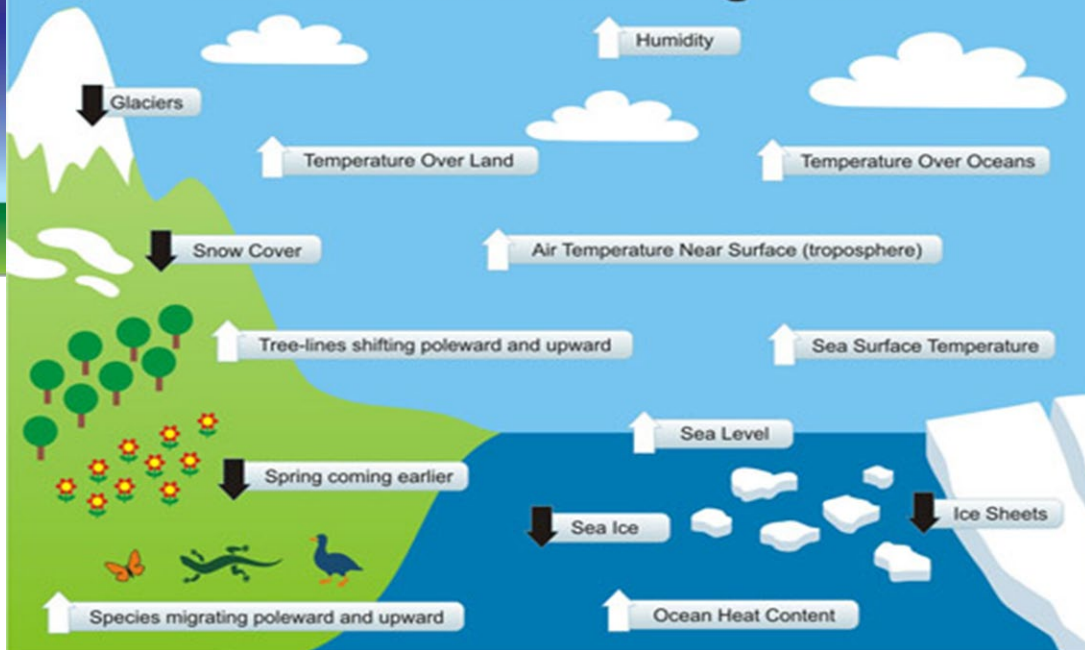 Humidity
Glaciers
Temperature Over Land
Temperature Over Oceans
Snow Cover
Air Temperature Near Surface (troposphere)
Tree-lines shifting poleward and upward
Sea Surface Temperature
Sea Level
Spring coming earlier
Ice Sheets
Sea Ice
Species migrating poleward and upward
Ocean Heat Content